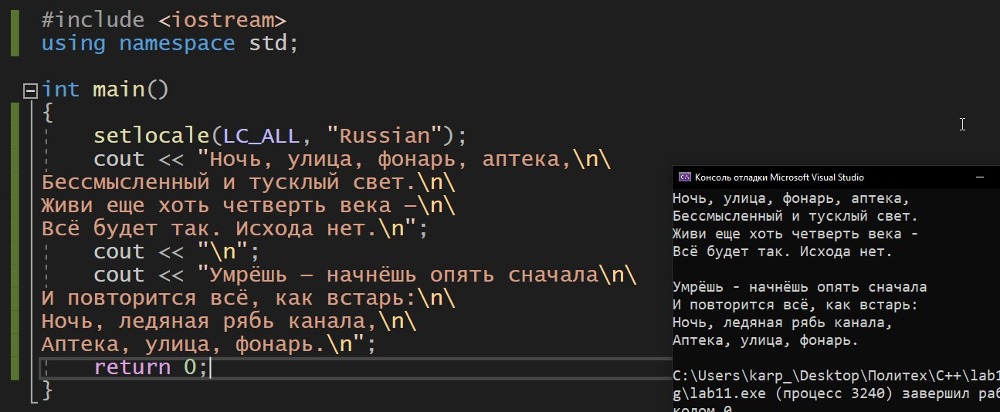 #include <iostream>
using namespace std;
int main()
{
setlocale(LC_ALL, "Russian");
cout << "Ночь, улица, фонарь, аптека,\n\
Бессмысленный и тусклый свет.\n\
Живи еще хоть четверть века —\n\
Всё будет так. Исхода нет.\n";
cout << "\n";
cout << "Умрёшь — начнёшь опять сначала\n\
И повторится всё, как встарь:\n\
Ночь, ледяная рябь канала,\n\
Аптека, улица, фонарь.\n";
return 0;
}
Консоль отладки Microsoft Visual Studio
Ночь, улица, фонарь, аптека,
Бессмысленный и тусклый свет.
Живи еще хоть четверть века -
Всё будет так. Исхода нет.
Умрёшь - начнёшь опять сначала
И повторится всё, как встарь:
Ночь, ледяная рябь канала,
Аптека, улица, фонарь.
C:\Users\karp_\Desktop\Политех\C++\lab1
g\lab11.exe (процесс 3240) завершил раб
кодом 0